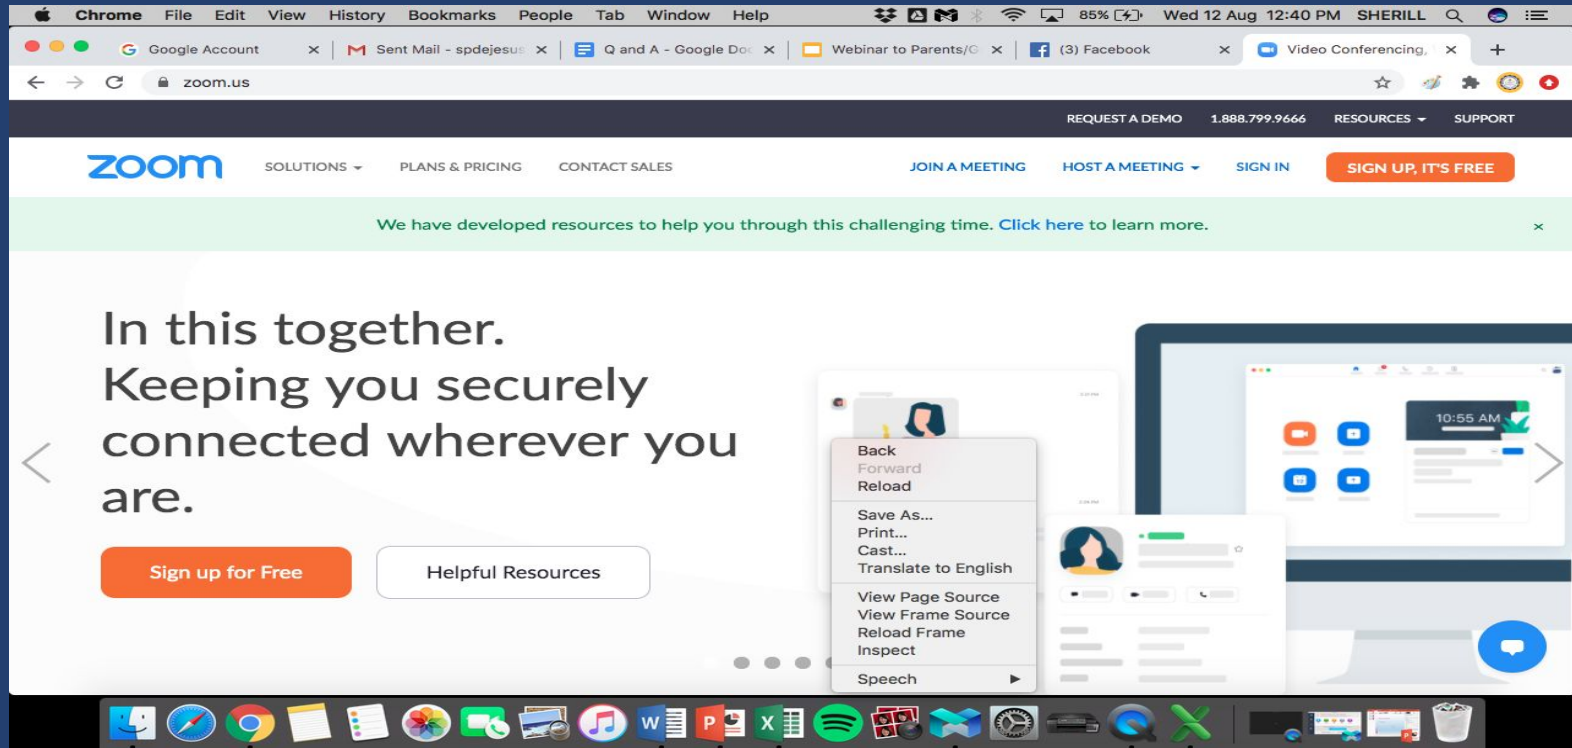 Chrome File Edit View History Bookmarks People Tab Window Help 85% Wed 12 Aug 12:40 PM SHERILL
Google Account Sent Mail - spdejesus Q and A - Google Doc Webinar to Parents/G (3) Facebook Video Conferencing,
zoom.us
REQUEST A DEMO 1.888.799.9666 RESOURCES SUPPORT
zoom SOLUTIONS PLANS & PRICING CONTACT SALES JOIN A MEETING HOST A MEETING SIGN IN SIGN UP, IT'S FREE
We have developed resources to help you through this challenging time. Click here to learn more.
In this together.
Keeping you securely
connected wherever you
are.
Sign up for Free Helpful Resources
10:55 AM
Back
Forward
Reload
Save As...
Print...
Cast...
Translate to English
View Page Source
View Frame Source
Reload Frame
Inspect
Speech